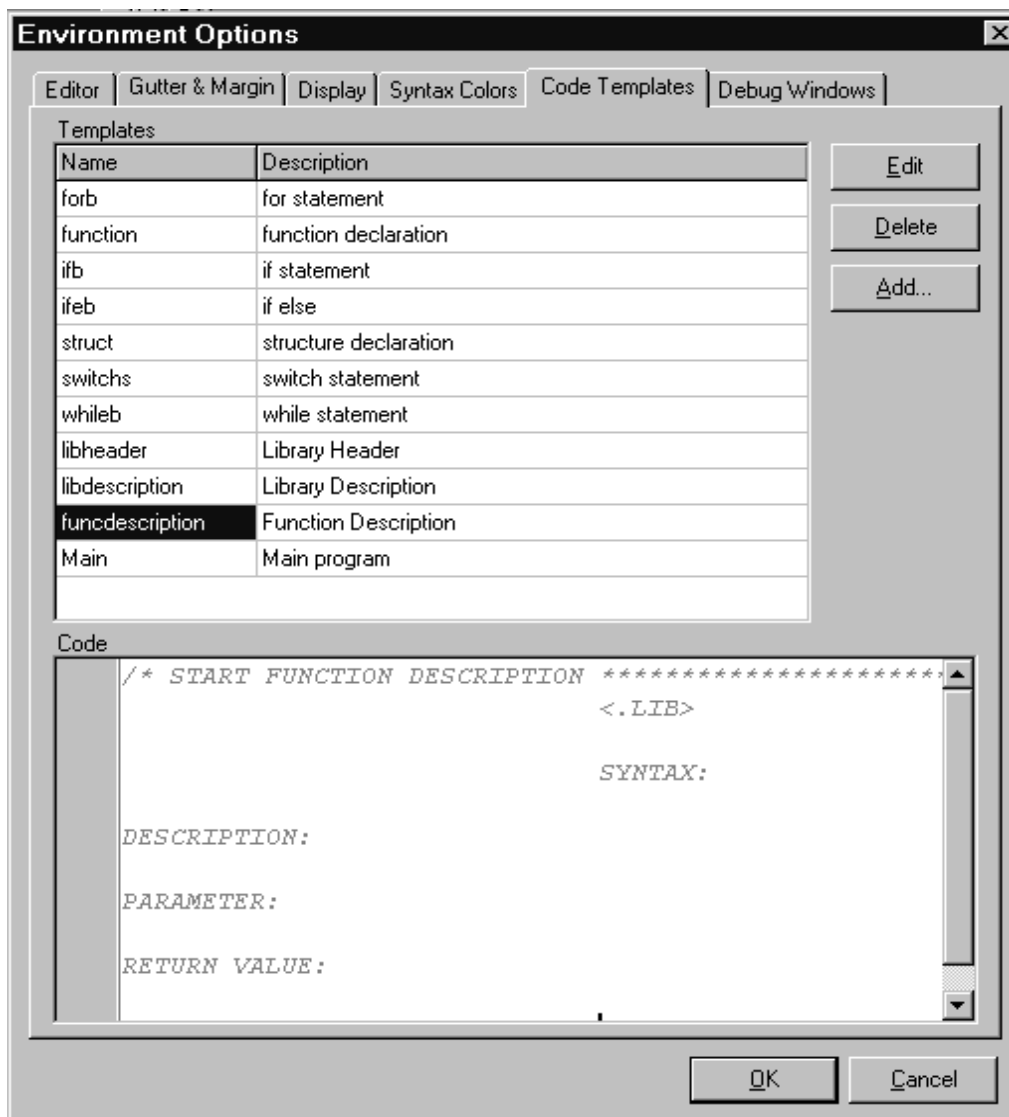 Environment Options
Editor Gutter & Margin Display Syntax Colors Code Templates Debug Windows
Templates
Name Description
forb for statement
function function declaration
ifb if statement
ifeb if else
struct structure declaration
switchs switch statement
whileb while statement
libheader Library Header
libdescription Library Description
funcdescription Function Description
Main Main program
Edit
Delete
Add...
Code
/* START FUNCTION DESCRIPTION **********************
<.LIB>
SYNTAX:
DESCRIPTION:
PARAMETER:
RETURN VALUE:
OK Cancel